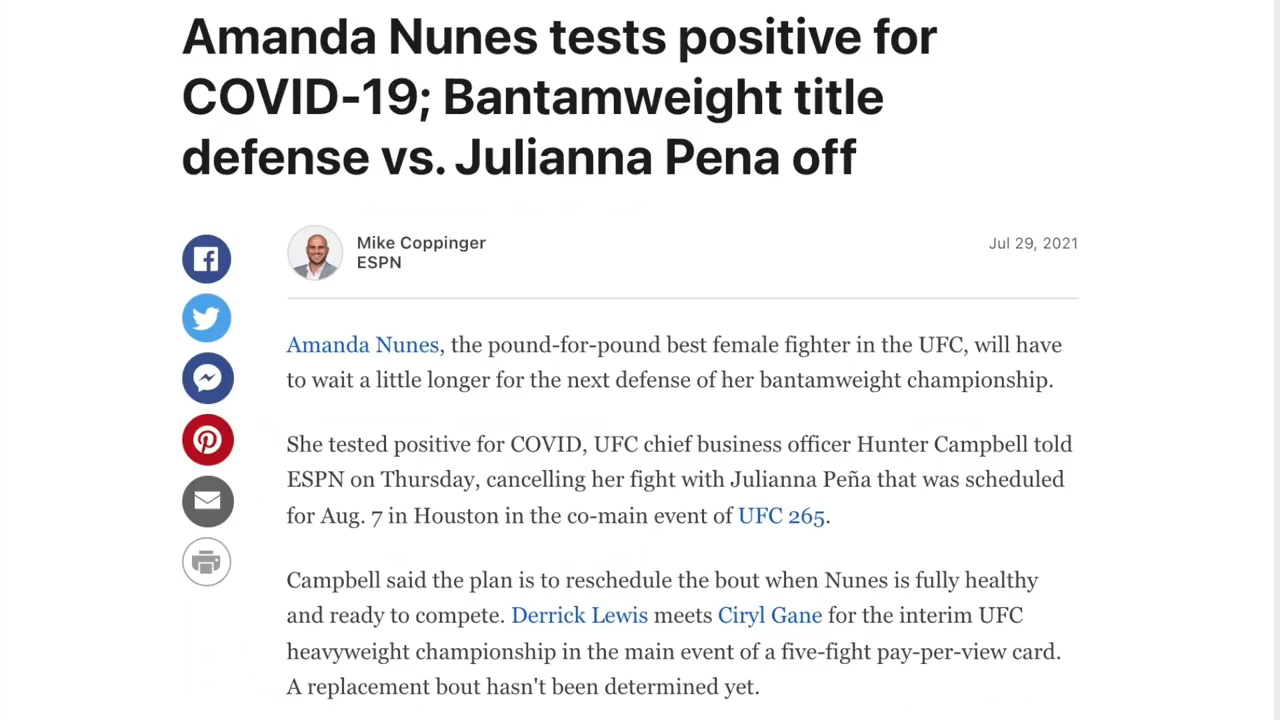 Amanda Nunes tests positive for
COVID-19; Bantamweight title
defense vs. Julianna Pena off
Mike Coppinger
ESPN
Jul 29, 2021
Amanda Nunes, the pound-for-pound best female fighter in the UFC, will have
to wait a little longer for the next defense of her bantamweight championship.
She tested positive for COVID, UFC chief business officer Hunter Campbell told
ESPN on Thursday, cancelling her fight with Julianna Peña that was scheduled
for Aug. 7 in Houston in the co-main event of UFC 265.
Campbell said the plan is to reschedule the bout when Nunes is fully healthy
and ready to compete. Derrick Lewis meets Ciryl Gane for the interim UFC
heavyweight championship in the main event of a five-fight pay-per-view card.
A replacement bout hasn't been determined yet.